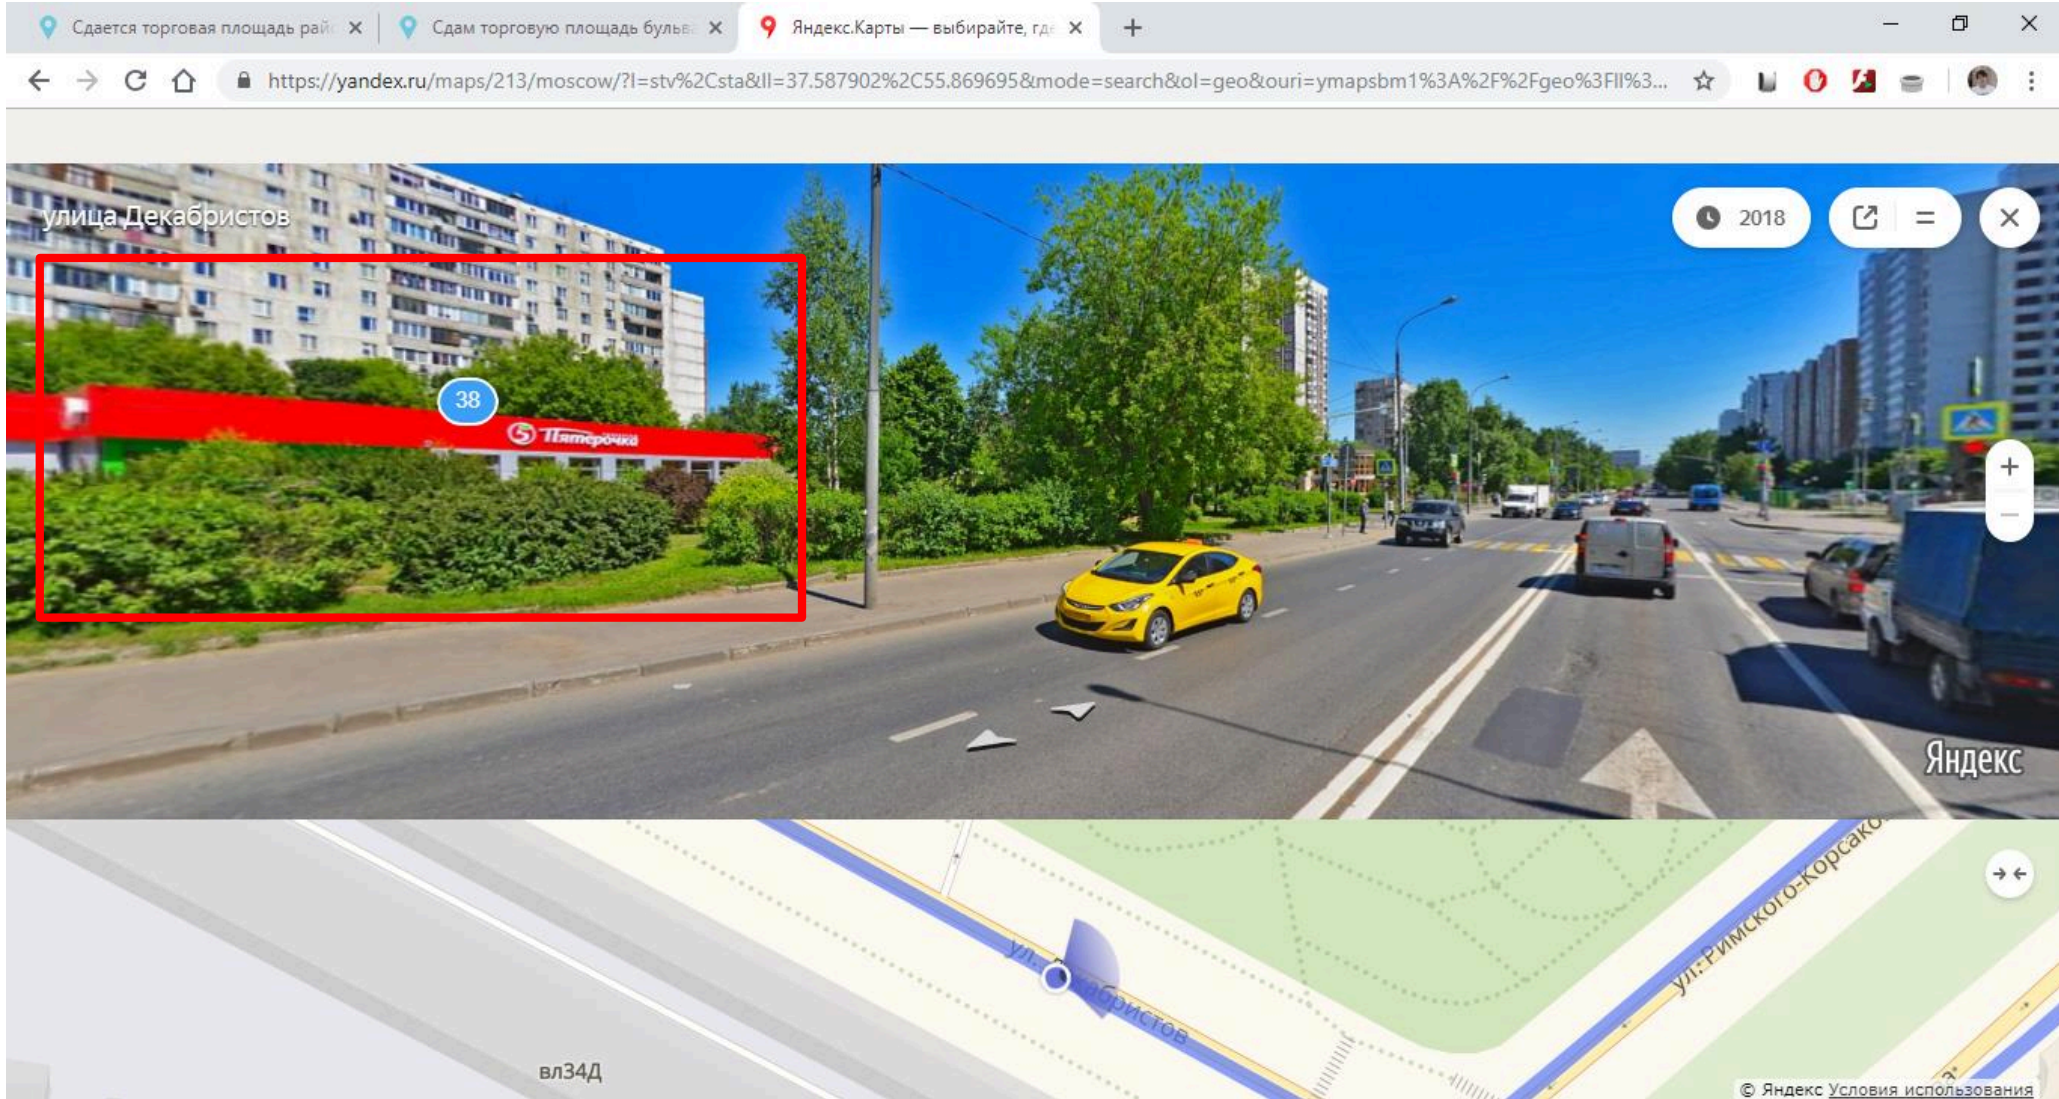 Сдается торговая площадь рай
Сдам торговую площадь бульв
Яндекс.Карты — выбирайте, гд
https://yandex.ru/maps/213/moscow/?l=stv%2Csta&ll=37.587902%2C55.869695&mode=search&ol=geo&ouri=ymapsbm1%3A%2F%2Fgeo%3Fll%3...
улица Декабристов
2018
38
5 Пятёрочка
Яндекс
ул. Декабристов
ул. Римского-Корсако
вл34Д
© Яндекс Условия использования